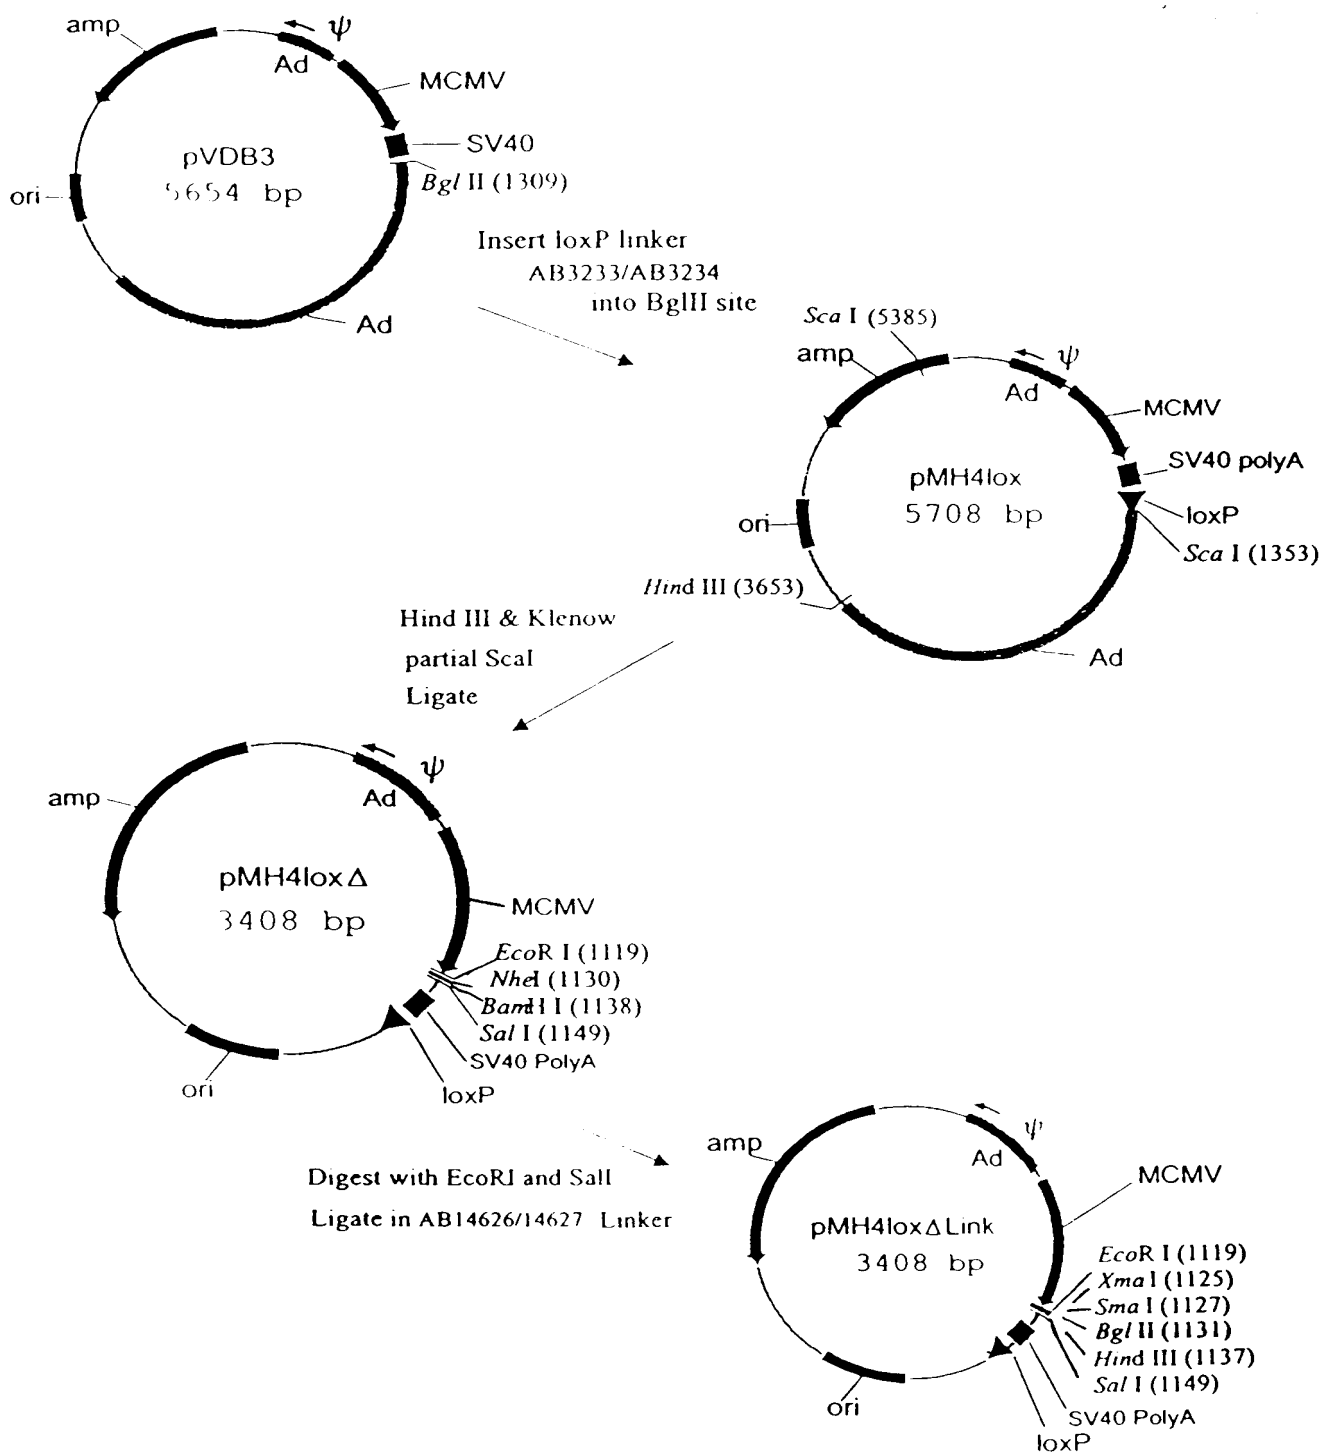 amp
ψ
Ad
MCMV
SV40
pVDB3
5654 bp
Bgl II (1309)
ori
Ad
Insert loxP linker
AB3233/AB3234
into BglII site
Sca I (5385)
amp
ψ
Ad
MCMV
SV40 polyA
pMH4lox
5708 bp
loxP
ori
Sca I (1353)
Hind III (3653)
Ad
Hind III & Klenow
partial ScaI
Ligate
ψ
amp
Ad
pMH4lox Δ
3408 bp
MCMV
EcoR I (1119)
NheI (1130)
BamH I (1138)
Sal I (1149)
SV40 PolyA
ori
loxP
Digest with EcoRI and SalI
Ligate in AB14626/14627 Linker
amp
ψ
Ad
MCMV
pMH4lox Δ Link
3408 bp
EcoR I (1119)
Xma I (1125)
Sma I (1127)
Bgl II (1131)
Hind III (1137)
Sal I (1149)
SV40 PolyA
ori
loxP